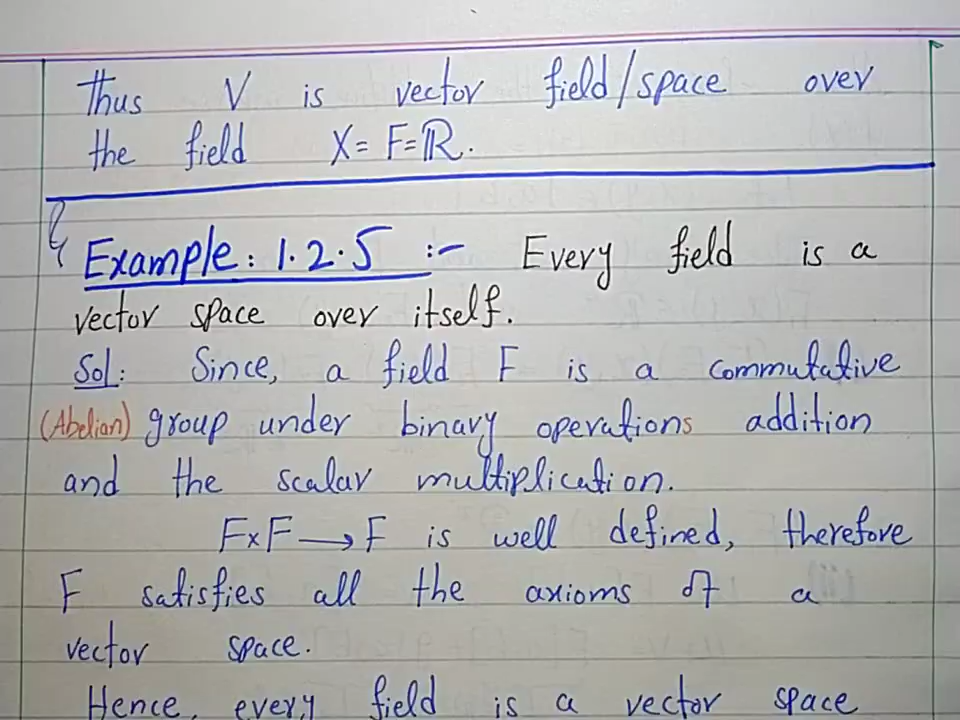 Thus V is vector field/space over
the field X = F = ℝ.
Example: 1.2.5 :- Every field is a
vector space over itself.
Sol: Since, a field F is a commutative
(Abelian) group under binary operations addition
and the scalar multiplication.
F×F → F is well defined, therefore
F satisfies all the axioms of a
vector space.
Hence, every field is a vector space